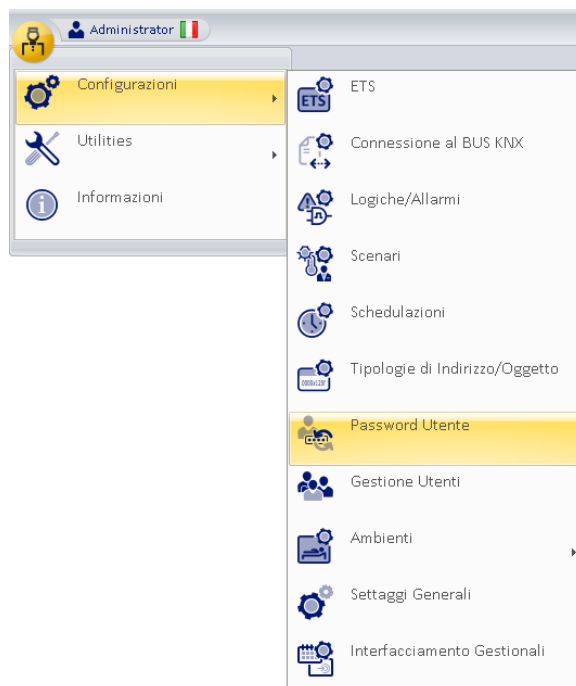 Administrator
Configurazioni
Utilities
Informazioni
ETS
ETS
Connessione al BUS KNX
Logiche/Allarmi
Scenari
Schedulazioni
Tipologie di Indirizzo/Oggetto
Password Utente
Gestione Utenti
Ambienti
Settaggi Generali
Interfacciamento Gestionali